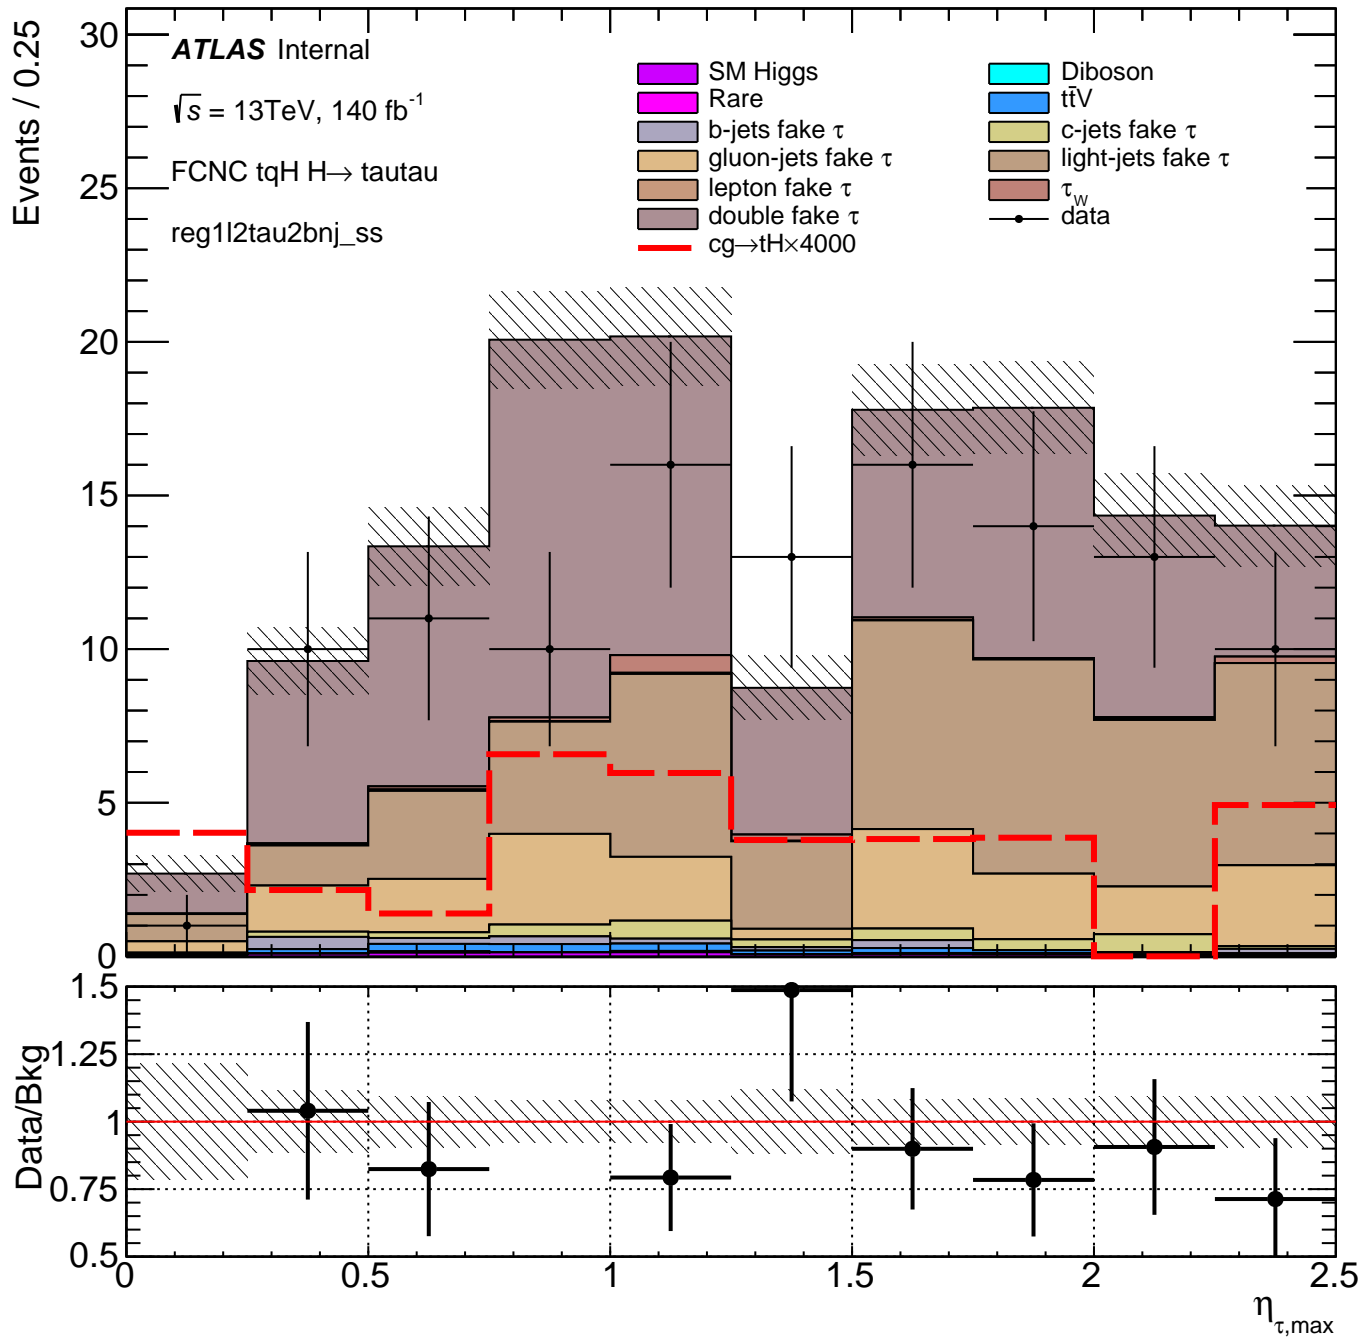 Events / 0.25
30
25
20
15
10
5
0
ATLAS Internal
√s = 13TeV, 140 fb⁻¹
FCNC tqH H→ tautau
reg1l2tau2bnj_ss
SM Higgs
Rare
b-jets fake τ
gluon-jets fake τ
lepton fake τ
double fake τ
cg→tH×4000
Diboson
tt̄V
c-jets fake τ
light-jets fake τ
τ_W
data
Data/Bkg
1.5
1.25
1
0.75
0.5
0 0.5 1 1.5 2 2.5
η_τ,max